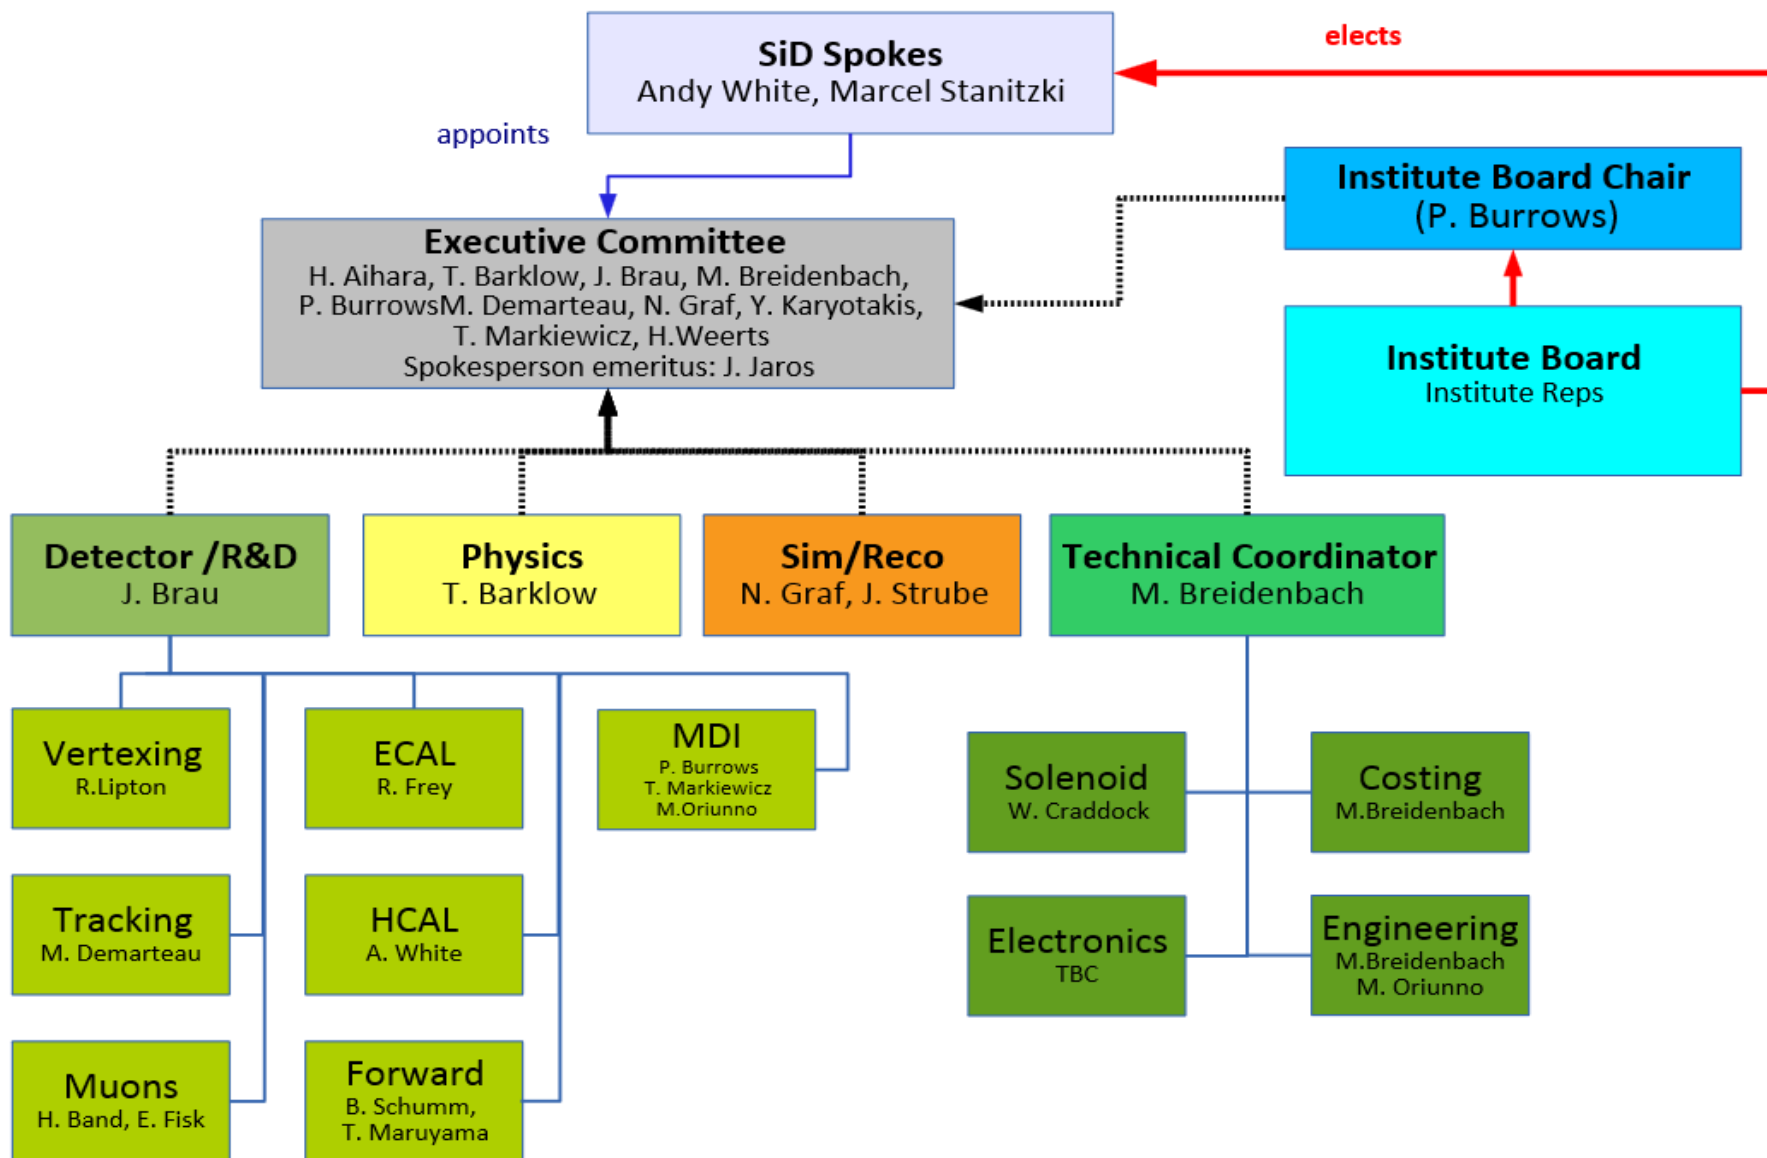 SiD Spokes
Andy White, Marcel Stanitzki
elects
appoints
Institute Board Chair
(P. Burrows)
Executive Committee
H. Aihara, T. Barklow, J. Brau, M. Breidenbach,
P. BurrowsM. Demarteau, N. Graf, Y. Karyotakis,
T. Markiewicz, H.Weerts
Spokesperson emeritus: J. Jaros
Institute Board
Institute Reps
Detector /R&D
J. Brau
Physics
T. Barklow
Sim/Reco
N. Graf, J. Strube
Technical Coordinator
M. Breidenbach
Vertexing
R.Lipton
ECAL
R. Frey
MDI
P. Burrows
T. Markiewicz
M.Oriunno
Solenoid
W. Craddock
Costing
M.Breidenbach
Tracking
M. Demarteau
HCAL
A. White
Electronics
TBC
Engineering
M.Breidenbach
M. Oriunno
Muons
H. Band, E. Fisk
Forward
B. Schumm,
T. Maruyama